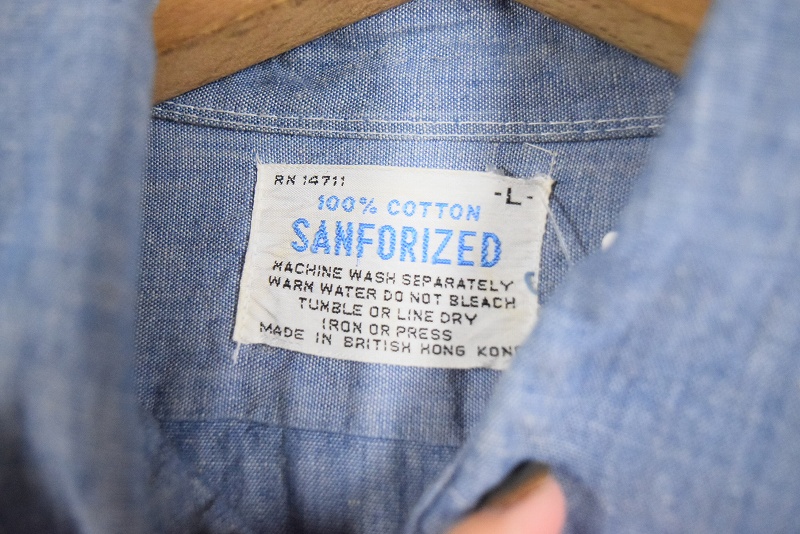 RN 14711
-L-
100% COTTON
SANFORIZED
MACHINE WASH SEPARATELY
WARM WATER DO NOT BLEACH
TUMBLE OR LINE DRY
IRON OR PRESS
MADE IN BRITISH HONG KONG